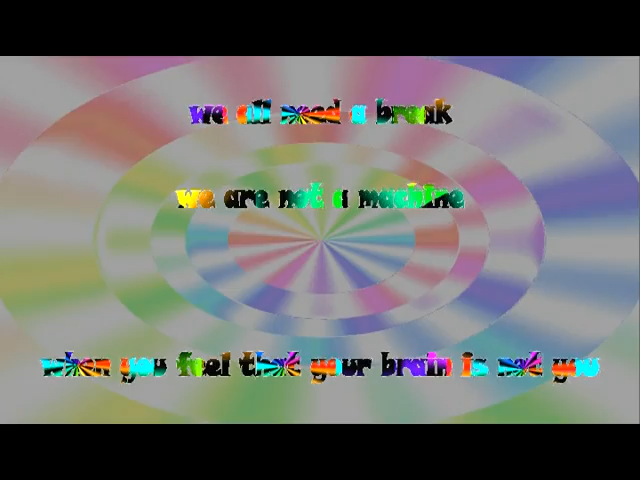 we all need a break
we are not a machine
when you feel that your brain is not you